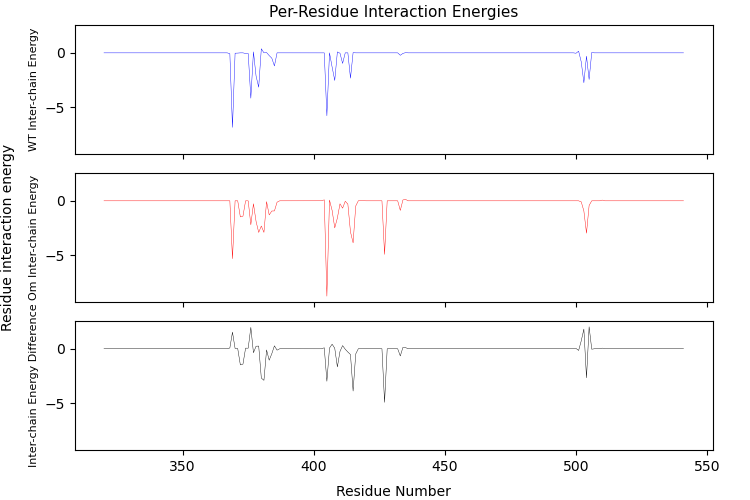 Per-Residue Interaction Energies
Residue interaction energy
WT Inter-chain Energy
0
−5
Om Inter-chain Energy
0
−5
Inter-chain Energy Difference
0
−5
350
400
450
500
550
Residue Number